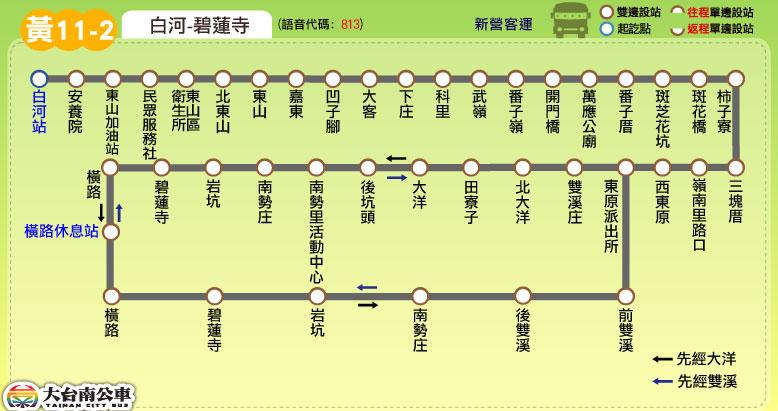 黃11-2
白河-碧蓮寺
(語音代碼: 813)
新營客運
雙邊設站
起訖點
往程單邊設站
返程單邊設站
白河站
安養院
東山加油站
民眾服務社
東山區衛生所
北東山
東山
嘉東
凹子腳
大客
下庄
科里
武嶺
番子嶺
開門橋
萬應公廟
番子厝
斑芝花坑
斑花橋
柿子寮
橫路
碧蓮寺
岩坑
南勢庄
南勢里活動中心
後坑頭
大洋
田寮子
北大洋
雙溪庄
東原派出所
西東原
嶺南里路口
三塊厝
橫路休息站
橫路
碧蓮寺
岩坑
南勢庄
後雙溪
前雙溪
先經大洋
先經雙溪
大台南公車
TAINAN CITY BUS